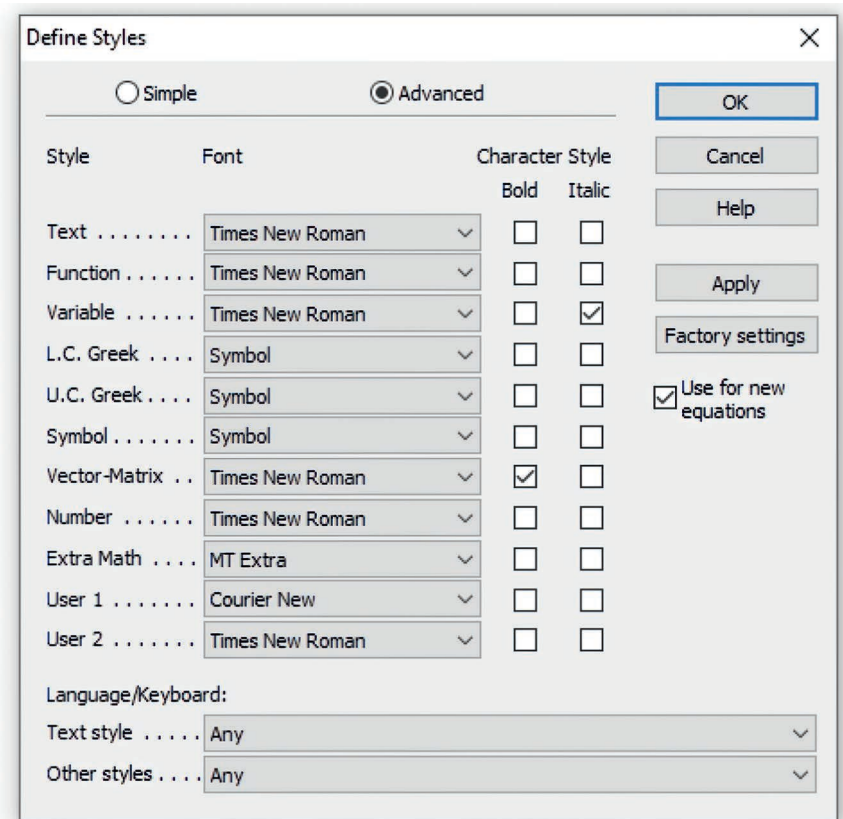 Define Styles
Simple Advanced OK
Style Font Character Style Cancel
Bold Italic Help
Text ........ Times New Roman
Function ...... Times New Roman Apply
Variable ...... Times New Roman
L.C. Greek .... Symbol Factory settings
U.C. Greek .... Symbol Use for new
equations
Symbol ....... Symbol
Vector-Matrix .. Times New Roman
Number ...... Times New Roman
Extra Math .... MT Extra
User 1 ....... Courier New
User 2 ....... Times New Roman
Language/Keyboard:
Text style ..... Any
Other styles .... Any